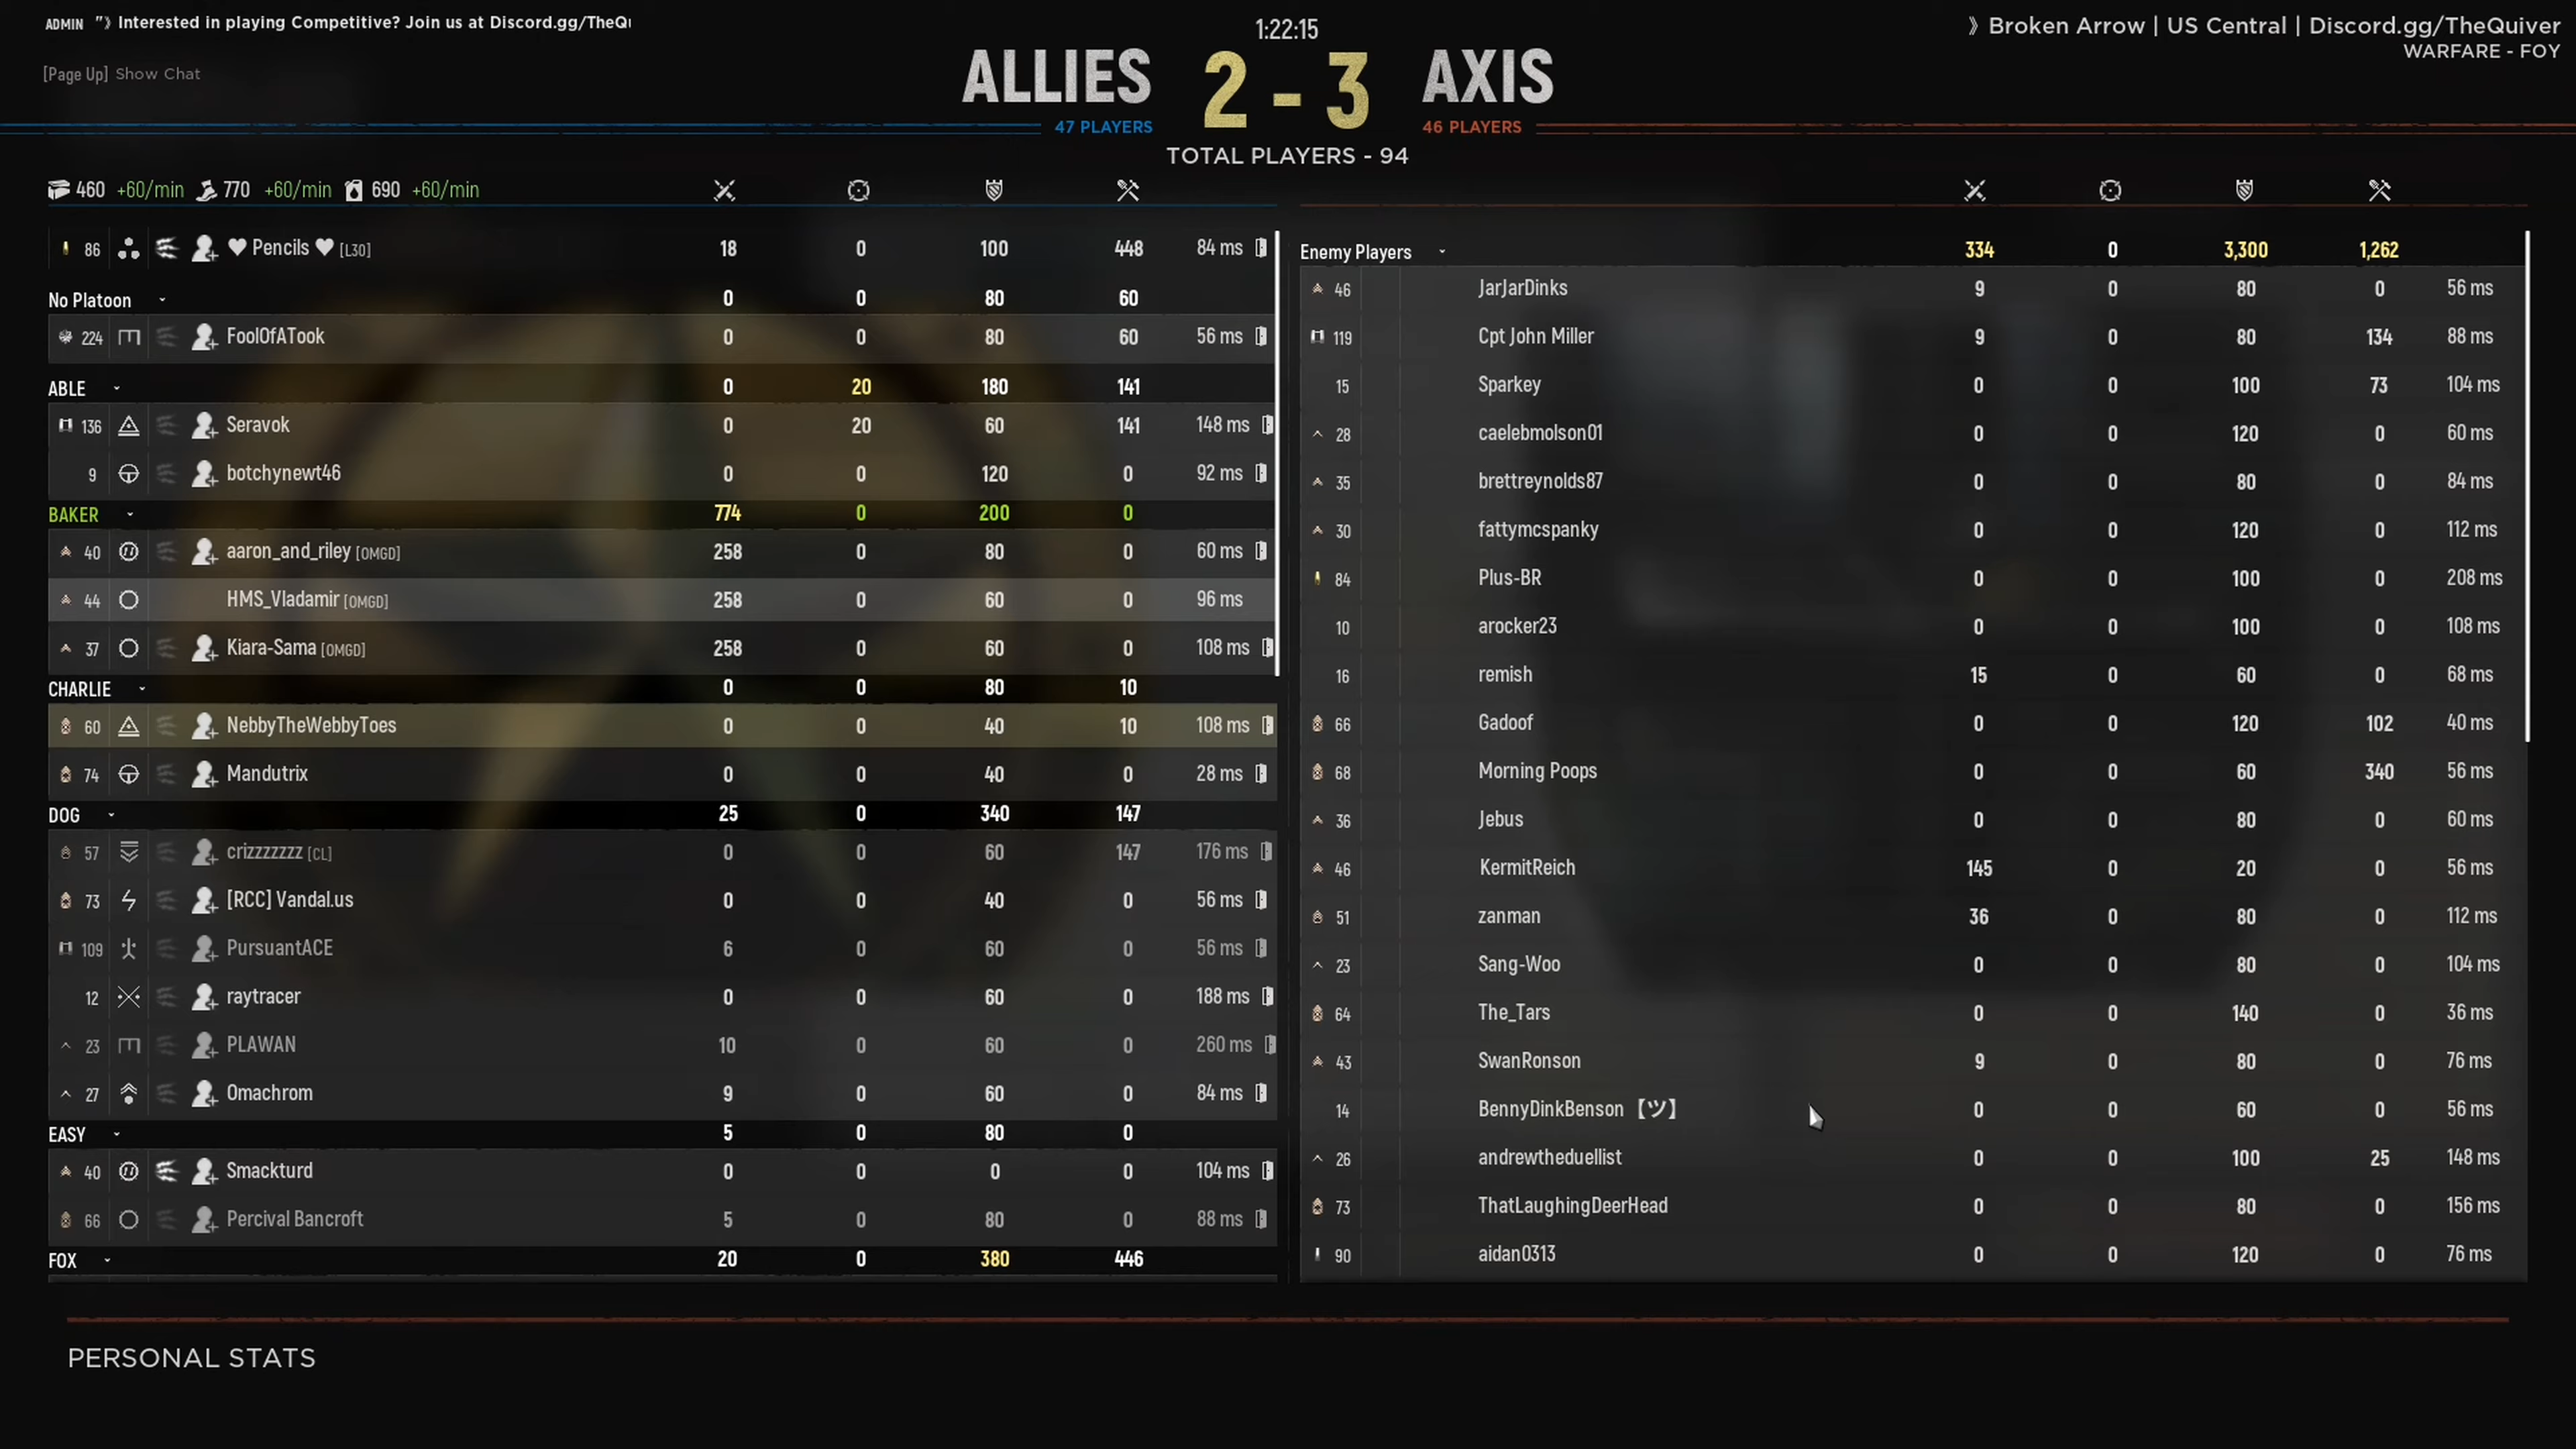 ADMIN "》Interested in playing Competitive? Join us at Discord.gg/TheQu
[Page Up] Show Chat
1:22:15
ALLIES 2 - 3 AXIS
47 PLAYERS 46 PLAYERS
TOTAL PLAYERS - 94
》Broken Arrow | US Central | Discord.gg/TheQuiver
WARFARE - FOY
460 +60/min 770 +60/min 690 +60/min
86 ♥ Pencils ♥ [L30] 18 0 100 448 84 ms
No Platoon 0 0 80 60
224 FoolOfATook 0 0 80 60 56 ms
ABLE 0 20 180 141
136 Seravok 0 20 60 141 148 ms
9 botchynewt46 0 0 120 0 92 ms
BAKER 774 0 200 0
40 aaron_and_riley [OMGD] 258 0 80 0 60 ms
44 HMS_Vladamir [OMGD] 258 0 60 0 96 ms
37 Kiara-Sama [OMGD] 258 0 60 0 108 ms
CHARLIE 0 0 80 10
60 NebbyTheWebbyToes 0 0 40 10 108 ms
74 Mandutrix 0 0 40 0 28 ms
DOG 25 0 340 147
57 crizzzzzzz [CL] 0 0 60 147 176 ms
73 [RCC] Vandal.us 0 0 40 0 56 ms
109 PursuantACE 6 0 60 0 56 ms
12 raytracer 0 0 60 0 188 ms
23 PLAWAN 10 0 60 0 260 ms
27 Omachrom 9 0 60 0 84 ms
EASY 5 0 80 0
40 Smackturd 0 0 0 0 104 ms
66 Percival Bancroft 5 0 80 0 88 ms
FOX 20 0 380 446
Enemy Players 334 0 3,300 1,262
46 JarJarDinks 9 0 80 0 56 ms
119 Cpt John Miller 9 0 80 134 88 ms
15 Sparkey 0 0 100 73 104 ms
28 caelebmolson01 0 0 120 0 60 ms
35 brettreynolds87 0 0 80 0 84 ms
30 fattymcspanky 0 0 120 0 112 ms
84 Plus-BR 0 0 100 0 208 ms
10 arocker23 0 0 100 0 108 ms
16 remish 15 0 60 0 68 ms
66 Gadoof 0 0 120 102 40 ms
68 Morning Poops 0 0 60 340 56 ms
36 Jebus 0 0 80 0 60 ms
46 KermitReich 145 0 20 0 56 ms
51 zanman 36 0 80 0 112 ms
23 Sang-Woo 0 0 80 0 104 ms
64 The_Tars 0 0 140 0 36 ms
43 SwanRonson 9 0 80 0 76 ms
14 BennyDinkBenson【ツ】 0 0 60 0 56 ms
26 andrewtheduellist 0 0 100 25 148 ms
73 ThatLaughingDeerHead 0 0 80 0 156 ms
90 aidan0313 0 0 120 0 76 ms
PERSONAL STATS